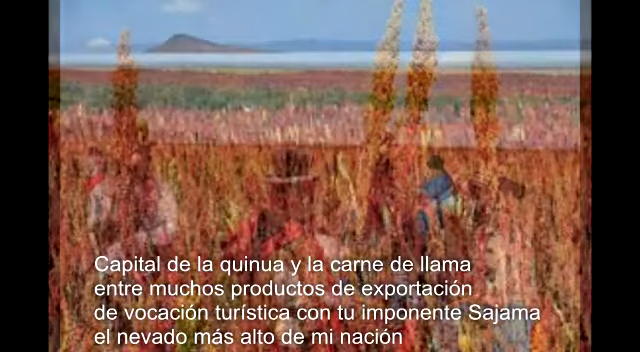 Capital de la quinua y la carne de llama
entre muchos productos de exportación
de vocación turística con tu imponente Sajama
el nevado más alto de mi nación